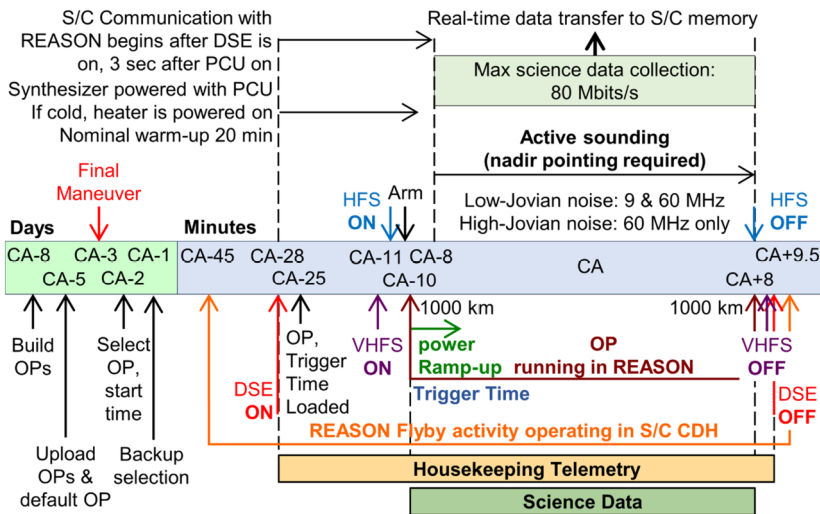 S/C Communication with
REASON begins after DSE is
on, 3 sec after PCU on
Synthesizer powered with PCU
If cold, heater is powered on
Nominal warm-up 20 min
Real-time data transfer to S/C memory
Max science data collection:
80 Mbits/s
Active sounding
(nadir pointing required)
Low-Jovian noise: 9 & 60 MHz
High-Jovian noise: 60 MHz only
Final
Maneuver
HFS
ON
Arm
HFS
OFF
Days
Minutes
CA-8
CA-5
CA-3
CA-2
CA-1
CA-45
CA-28
CA-25
CA-11
CA-10
CA-8
CA
CA+8
CA+9.5
1000 km
1000 km
Build
OPs
Upload
OPs &
default OP
Select
OP,
start
time
Backup
selection
DSE
ON
OP,
Trigger
Time
Loaded
VHFS
ON
power
Ramp-up
OP
running in REASON
Trigger Time
VHFS
OFF
DSE
OFF
REASON Flyby activity operating in S/C CDH
Housekeeping Telemetry
Science Data